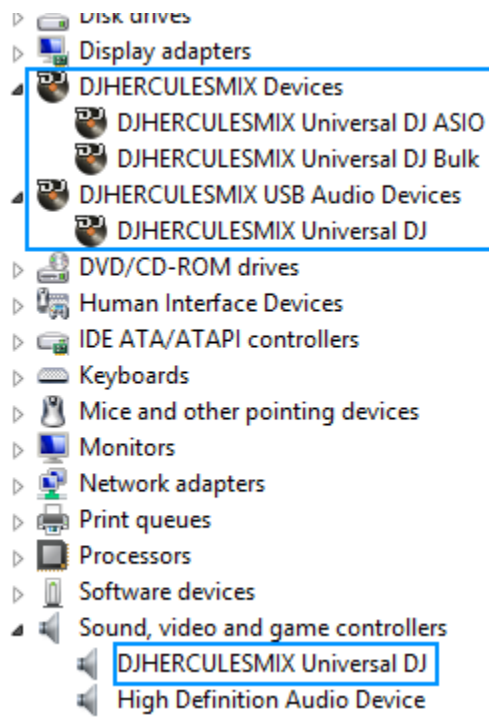 Disk drives
Display adapters
DJHERCULESMIX Devices
DJHERCULESMIX Universal DJ ASIO
DJHERCULESMIX Universal DJ Bulk
DJHERCULESMIX USB Audio Devices
DJHERCULESMIX Universal DJ
DVD/CD-ROM drives
Human Interface Devices
IDE ATA/ATAPI controllers
Keyboards
Mice and other pointing devices
Monitors
Network adapters
Print queues
Processors
Software devices
Sound, video and game controllers
DJHERCULESMIX Universal DJ
High Definition Audio Device